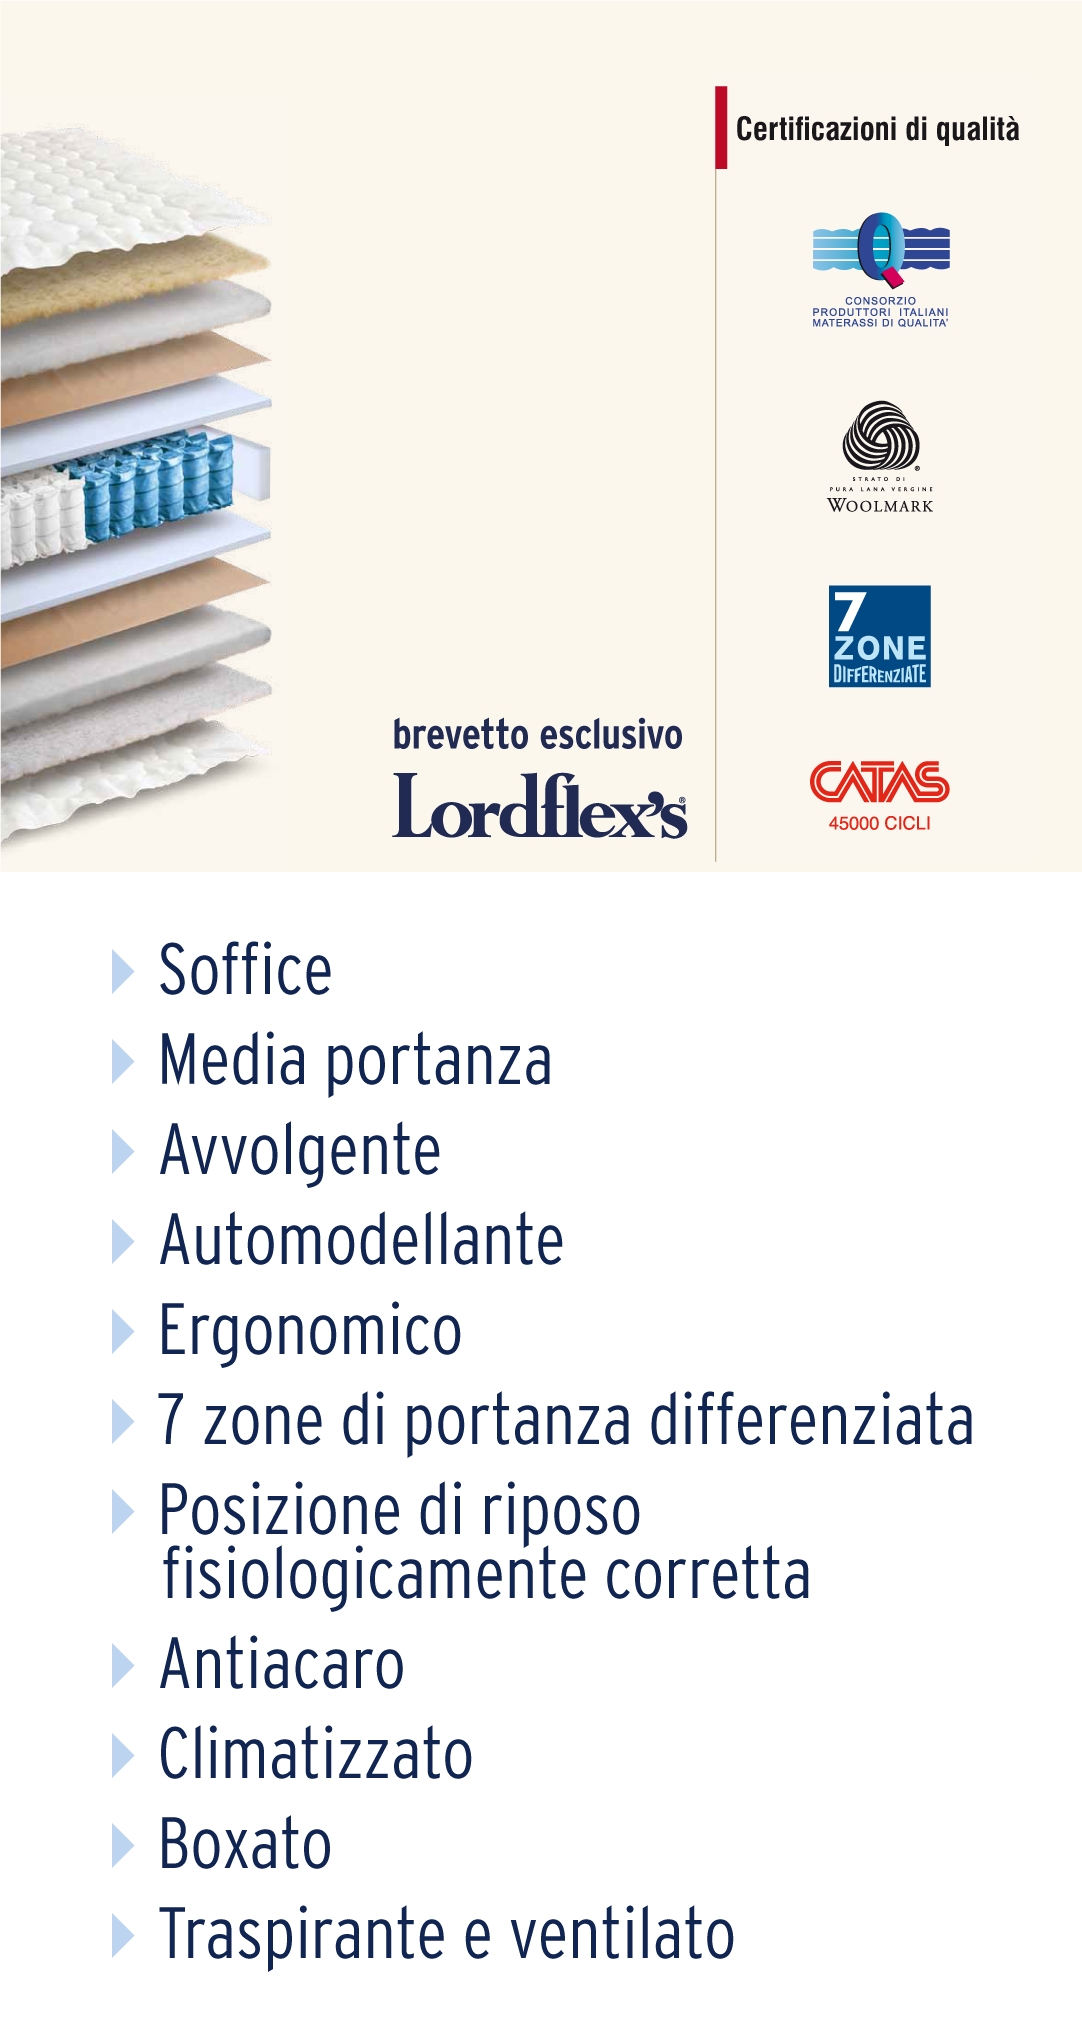 Certificazioni di qualità
Q
CONSORZIO
PRODUTTORI ITALIANI
MATERASSI DI QUALITA'
STRATO DI
PURA LANA VERGINE
WOOLMARK
7
ZONE
DIFFERENZIATE
brevetto esclusivo
Lordflex's®
CATAS
45000 CICLI
Soffice
Media portanza
Avvolgente
Automodellante
Ergonomico
7 zone di portanza differenziata
Posizione di riposo
fisiologicamente corretta
Antiacaro
Climatizzato
Boxato
Traspirante e ventilato